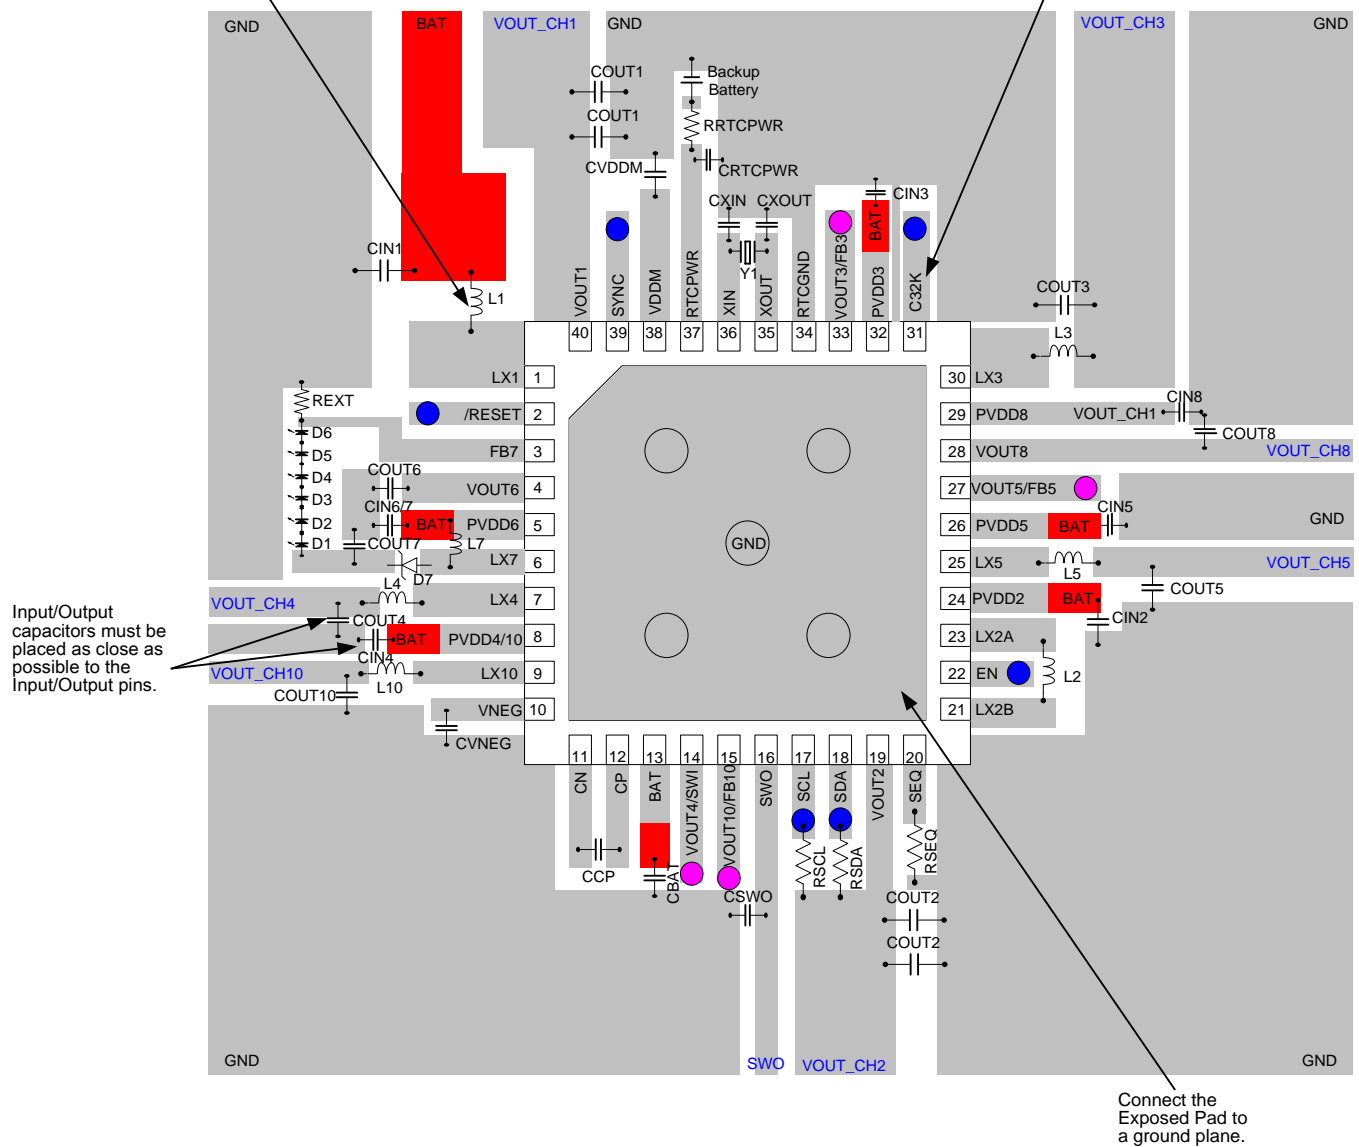 GND
BAT
VOUT_CH1
GND
VOUT_CH3
GND
COUT1
Backup
Battery
COUT1
RRTCPWR
CVDDM
CRTCPWR
CIN3
CXIN
CXOUT
CIN1
L1
Y1
BAT
COUT3
L3
VOUT1
SYNC
VDDM
RTCPWR
XIN
XOUT
RTCGND
VOUT3/FB3
PVDD3
C32K
40
39
38
37
36
35
34
33
32
31
LX1
1
30
LX3
REXT
/RESET
2
29
PVDD8
VOUT_CH1
CIN8
D6
COUT8
D5
FB7
3
28
VOUT8
VOUT_CH8
D4
COUT6
VOUT6
4
27
VOUT5/FB5
D3
CIN6/7
CIN5
D2
BAT
PVDD6
5
26
PVDD5
BAT
GND
D1
COUT7
L7
GND
LX7
6
25
LX5
VOUT_CH5
D7
L5
L4
COUT5
VOUT_CH4
LX4
7
24
PVDD2
BAT
CIN2
Input/Output
capacitors must be
placed as close as
possible to the
Input/Output pins.
COUT4
BAT
PVDD4/10
8
23
LX2A
CIN4
VOUT_CH10
LX10
9
22
EN
L2
L10
COUT10
VNEG
10
21
LX2B
CVNEG
11
12
13
14
15
16
17
18
19
20
CN
CP
BAT
VOUT4/SWI
VOUT10/FB10
SWO
SCL
SDA
VOUT2
SEQ
CCP
CBAT
RSCL
RSDA
RSEQ
CSWO
COUT2
COUT2
GND
SWO
VOUT_CH2
GND
Connect the
Exposed Pad to
a ground plane.